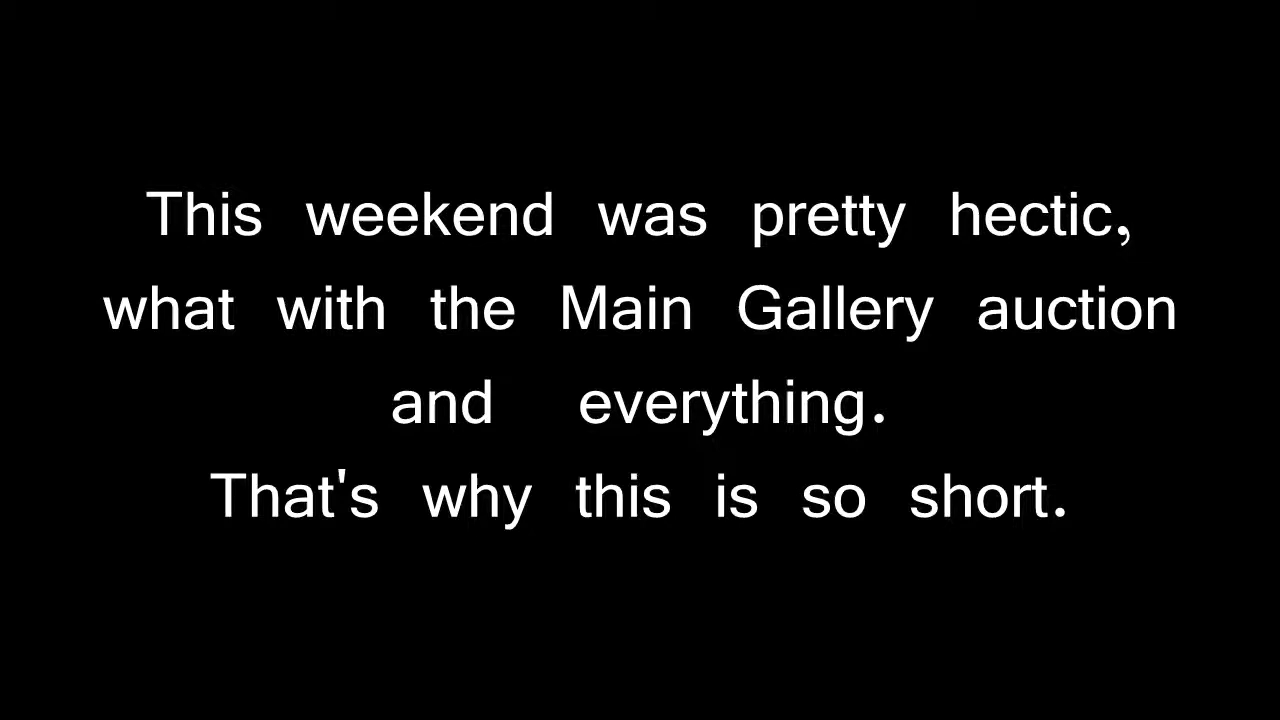 This weekend was pretty hectic,
what with the Main Gallery auction
and everything.
That's why this is so short.